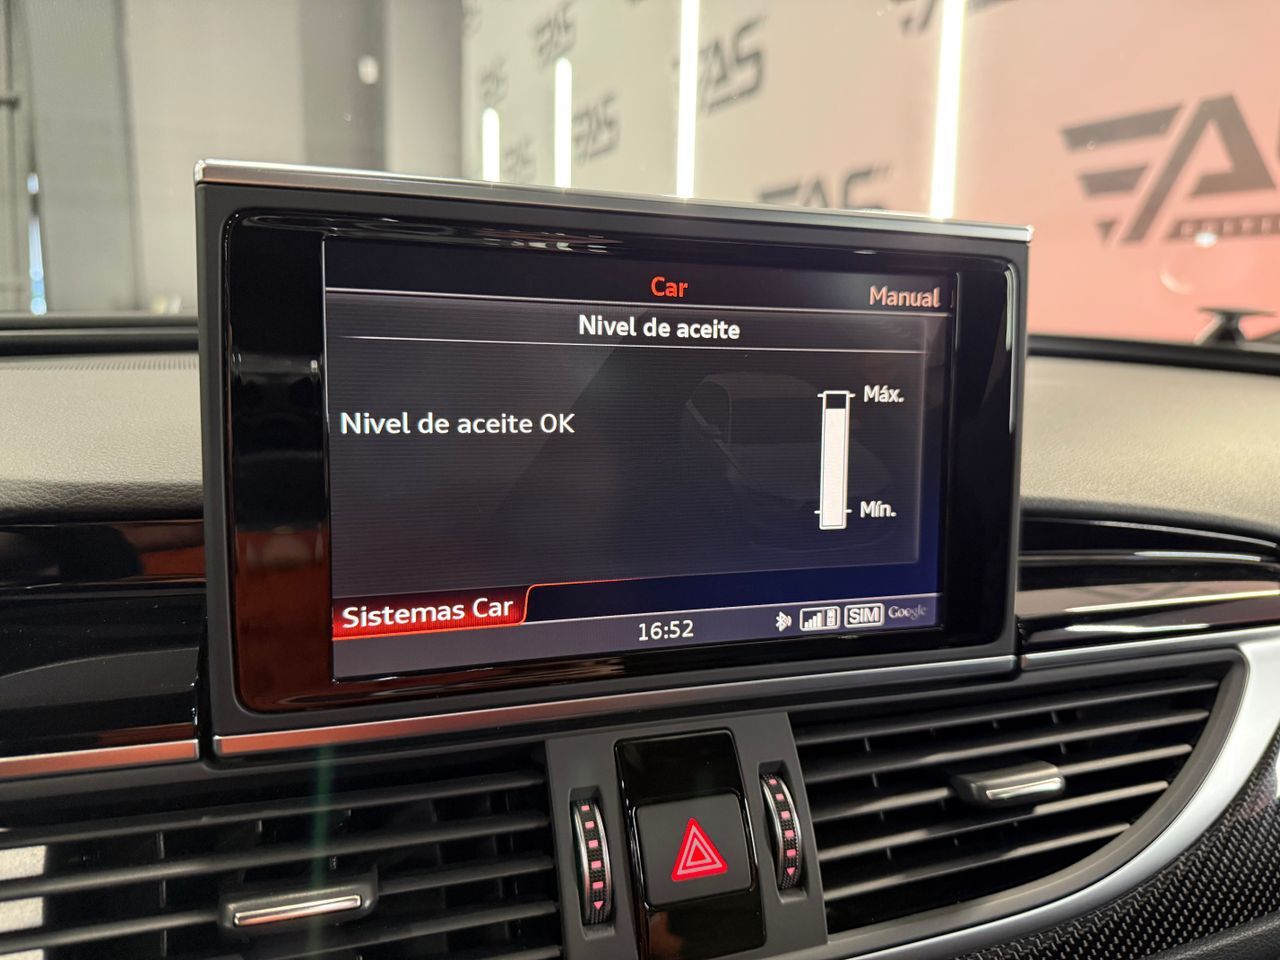 Car
Manual
Nivel de aceite
Máx.
Nivel de aceite OK
Mín.
Sistemas Car
16:52
SIM
Google